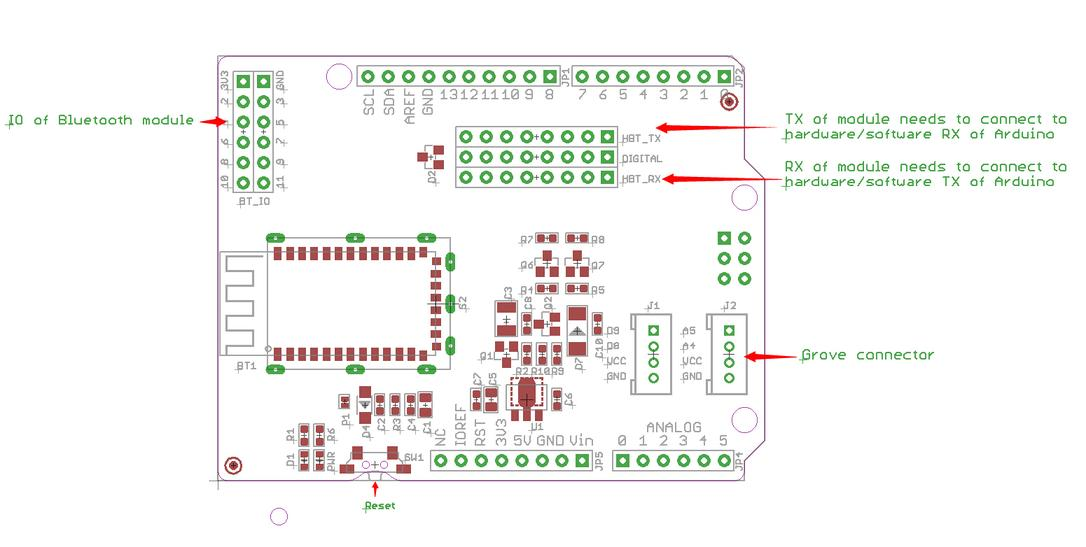 3V3
GND
2
3
4
5
6
7
8
9
10
11
BT_IO
IO of Bluetooth module
SCL
SDA
AREF
GND
13
12
11
10
9
8
JP1
7
6
5
4
3
2
1
0
JP2
TX of module needs to connect to
hardware/software RX of Arduino
RX of module needs to connect to
hardware/software TX of Arduino
HBT_TX
DIGITAL
HBT_RX
D2
R7
R8
Q6
Q7
R4
R5
C3
C8
Q2
D7
C10
Q1
R2
R10
R9
S2
BT1
J1
J2
D9
D8
VCC
GND
A5
A4
VCC
GND
Grove connector
C7
C5
C6
U1
P1
D4
C2
R3
C4
C1
R1
R6
D1
PWR
SW1
Reset
NC
IOREF
RST
3V3
5V
GND
Vin
JP5
ANALOG
0
1
2
3
4
5
JP4